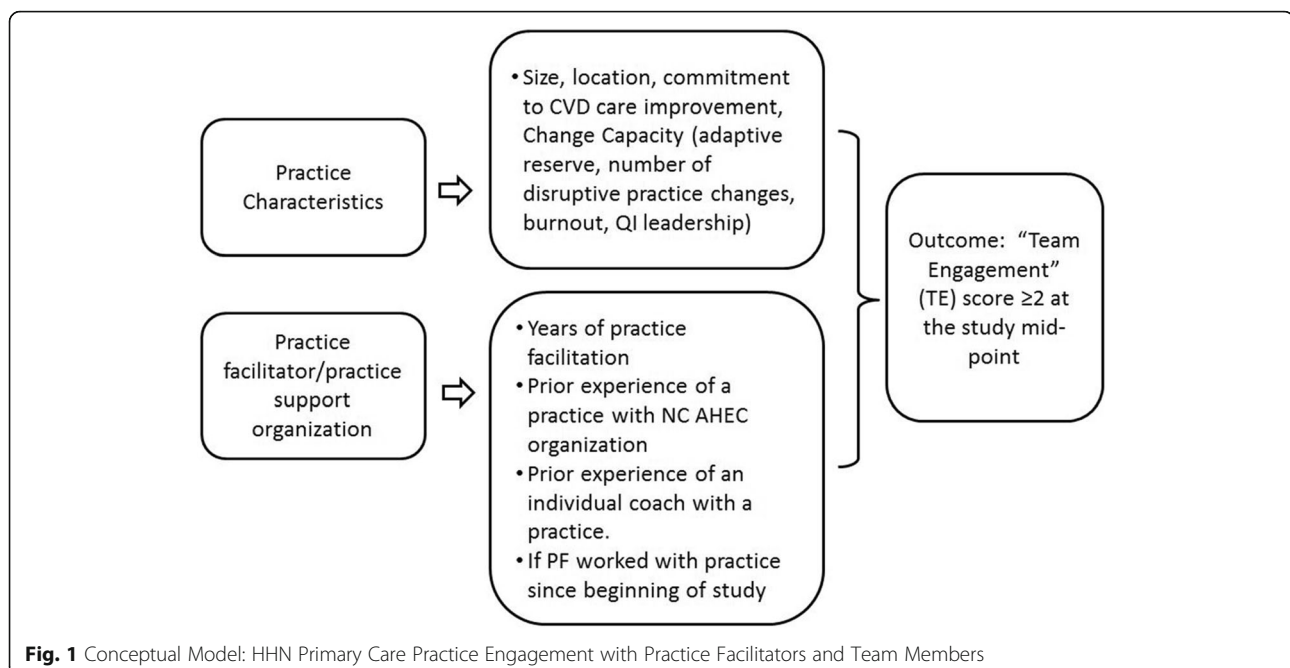 Practice
Characteristics
• Size, location, commitment
to CVD care improvement,
Change Capacity (adaptive
reserve, number of
disruptive practice changes,
burnout, QI leadership)
Practice
facilitator/practice
support
organization
• Years of practice
facilitation
• Prior experience of a
practice with NC AHEC
organization
• Prior experience of an
individual coach with a
practice.
• If PF worked with practice
since beginning of study
Outcome: “Team
Engagement”
(TE) score ≥2 at
the study mid-
point
Fig. 1 Conceptual Model: HHN Primary Care Practice Engagement with Practice Facilitators and Team Members